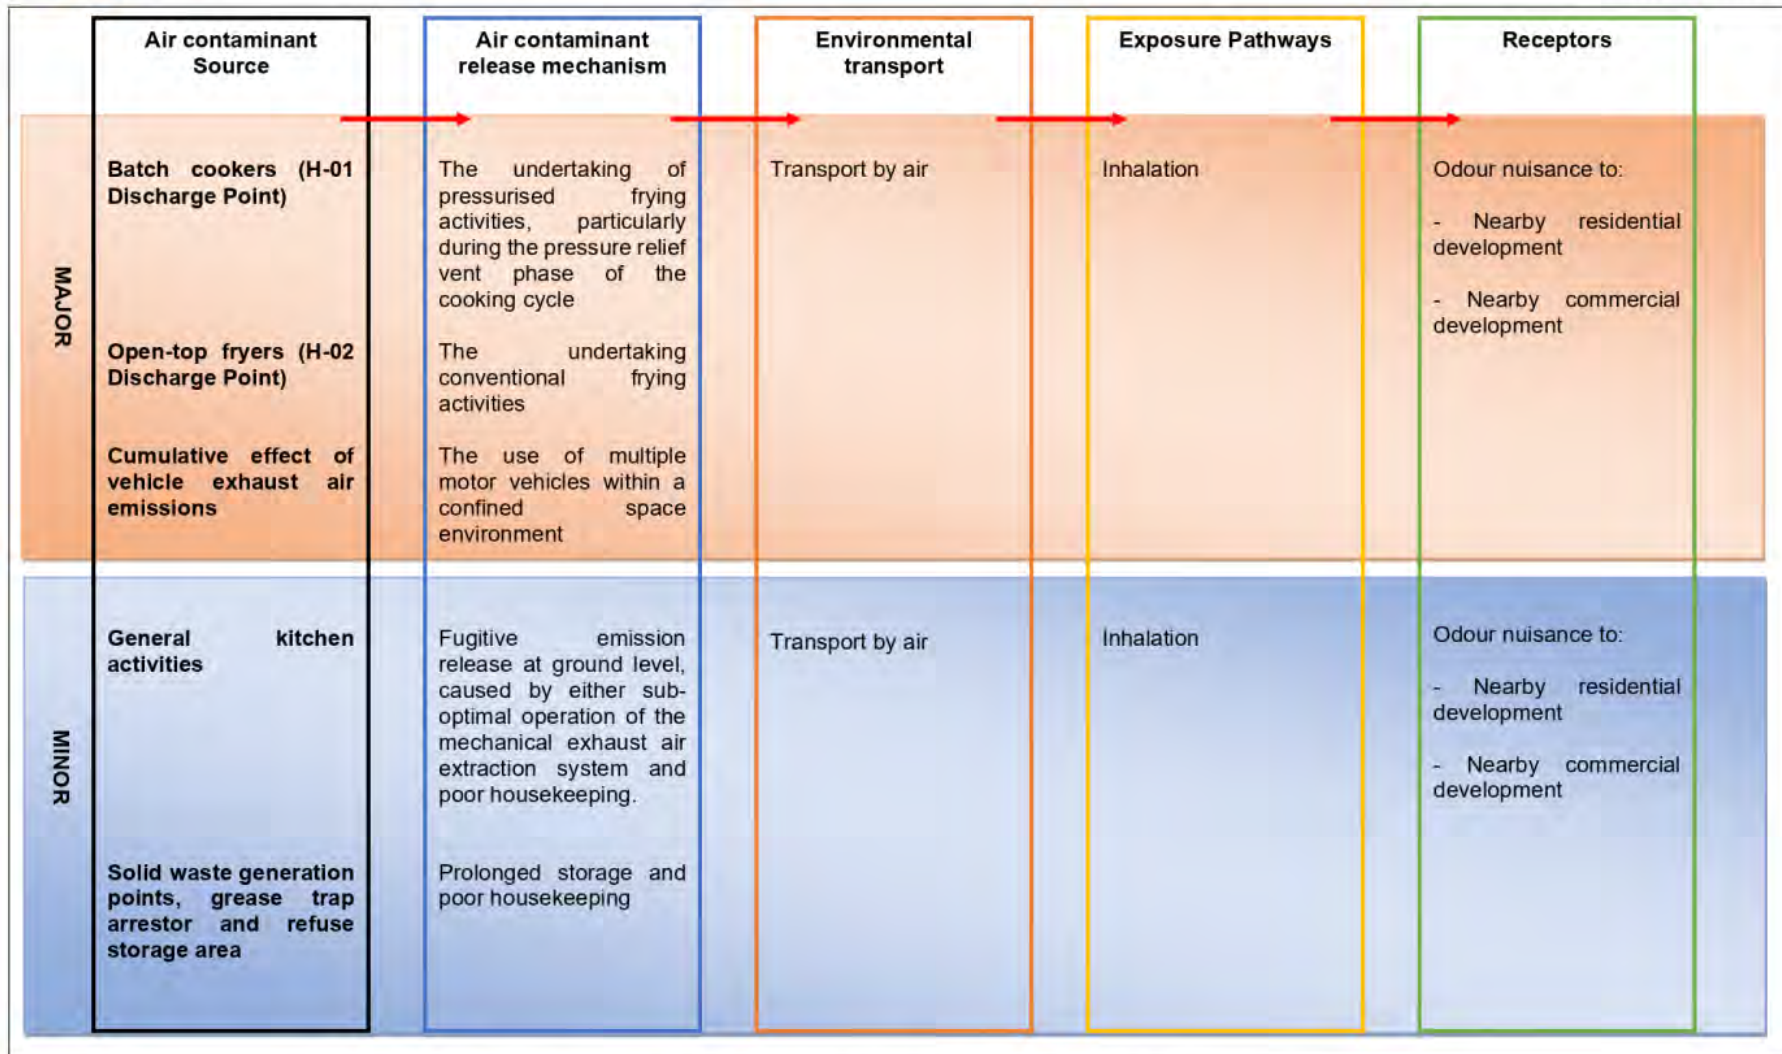 Air contaminant
Source
Air contaminant
release mechanism
Environmental
transport
Exposure Pathways
Receptors
MAJOR
Batch cookers (H-01
Discharge Point)
The undertaking of
pressurised frying
activities, particularly
during the pressure relief
vent phase of the
cooking cycle
Transport by air
Inhalation
Odour nuisance to:
- Nearby residential
development
- Nearby commercial
development
Open-top fryers (H-02
Discharge Point)
The undertaking
conventional frying
activities
Cumulative effect of
vehicle exhaust air
emissions
The use of multiple
motor vehicles within a
confined space
environment
MINOR
General kitchen
activities
Fugitive emission
release at ground level,
caused by either sub-
optimal operation of the
mechanical exhaust air
extraction system and
poor housekeeping.
Transport by air
Inhalation
Odour nuisance to:
- Nearby residential
development
- Nearby commercial
development
Solid waste generation
points, grease trap
arrestor and refuse
storage area
Prolonged storage and
poor housekeeping